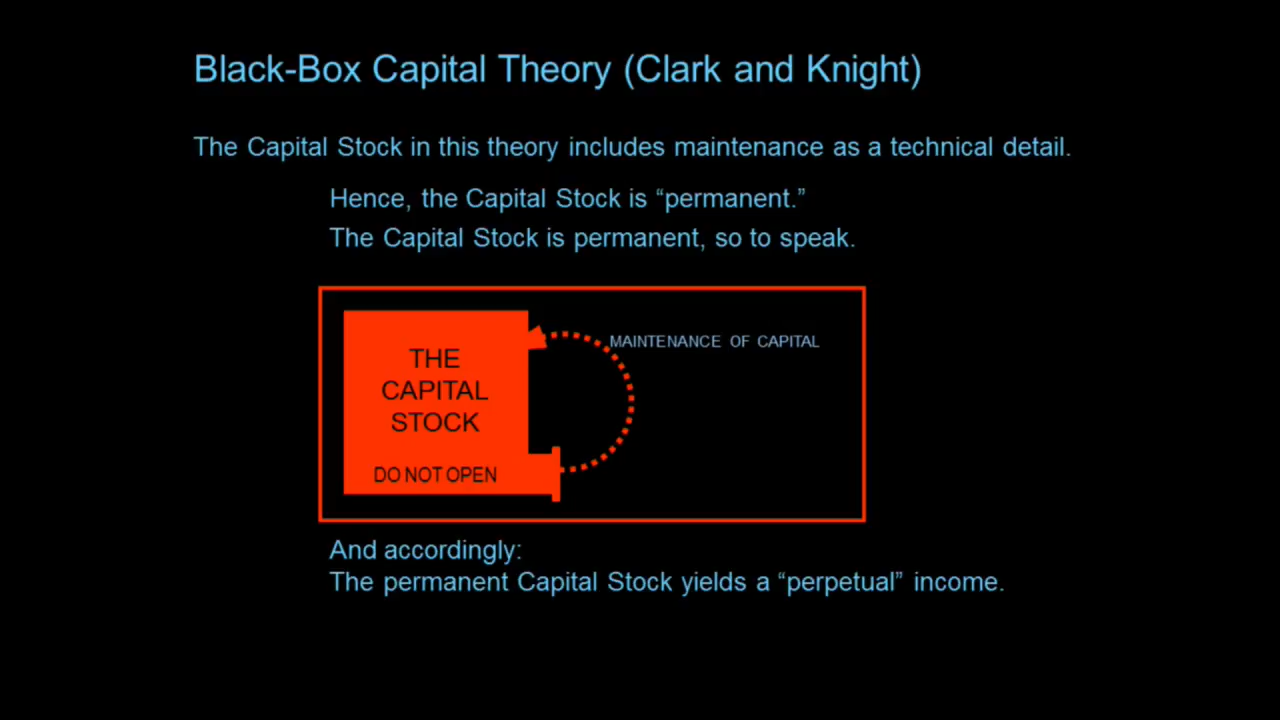 Black-Box Capital Theory (Clark and Knight)
The Capital Stock in this theory includes maintenance as a technical detail.
Hence, the Capital Stock is “permanent.”
The Capital Stock is permanent, so to speak.
MAINTENANCE OF CAPITAL
THE
CAPITAL
STOCK
DO NOT OPEN
And accordingly:
The permanent Capital Stock yields a “perpetual” income.